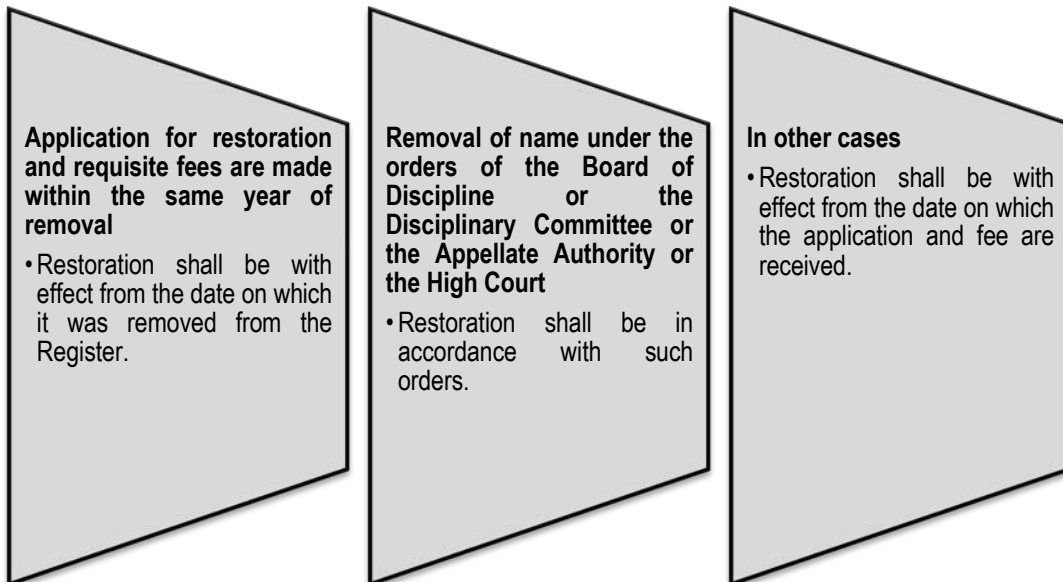 Application for restoration
and requisite fees are made
within the same year of
removal
• Restoration shall be with
effect from the date on which
it was removed from the
Register.
Removal of name under the
orders of the Board of
Discipline or the
Disciplinary Committee or
the Appellate Authority or
the High Court
• Restoration shall be in
accordance with such
orders.
In other cases
• Restoration shall be with
effect from the date on which
the application and fee are
received.